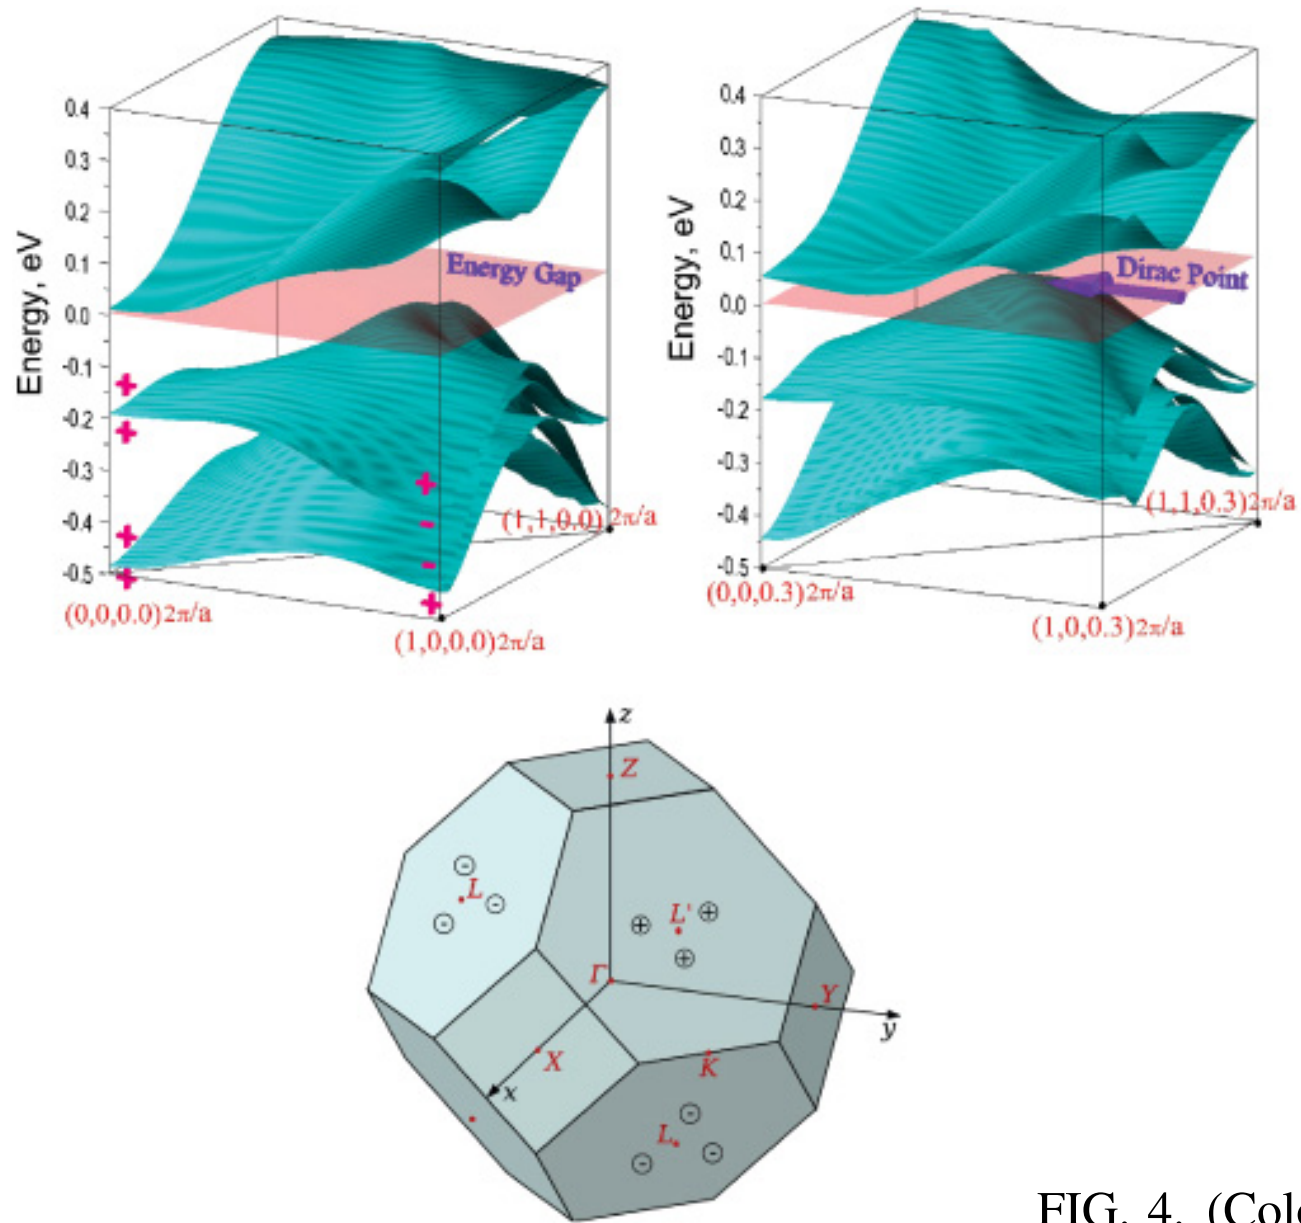 0.4
0.3
0.2
0.1
0.0
-0.1
-0.2
-0.3
-0.4
-0.5
Energy, eV
Energy Gap
+
+
+
+
+
-
-
+
(0,0,0.0)2π/a
(1,0,0.0)2π/a
(1,1,0.0)2π/a
0.4
0.3
0.2
0.1
0.0
-0.1
-0.2
-0.3
-0.4
-0.5
Energy, eV
Dirac Point
(0,0,0.3)2π/a
(1,0,0.3)2π/a
(1,1,0.3)2π/a
z
Z
-
L
-
-
L'
+
+
+
Γ
Y
y
X
x
K
-
L
-
-
FIG. 4. (Colo